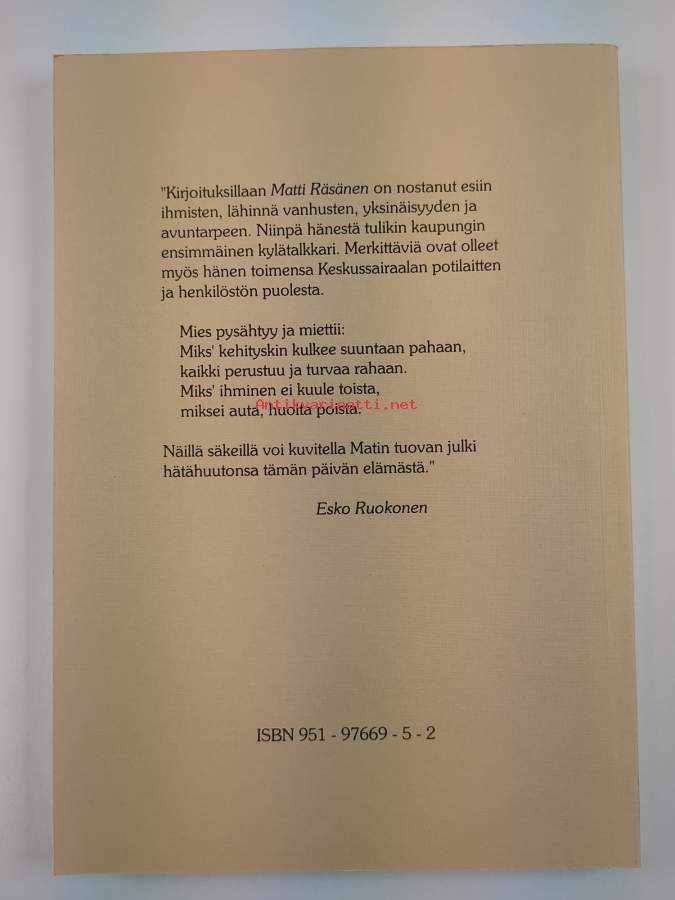 "Kirjoituksillaan Matti Räsänen on nostanut esiin
ihmisten, lähinnä vanhusten, yksinäisyyden ja
avuntarpeen. Niinpä hänestä tulikin kaupungin
ensimmäinen kylätalkkari. Merkittäviä ovat olleet
myös hänen toimensa Keskussairaalan potilaitten
ja henkilöstön puolesta.
Mies pysähtyy ja miettii:
Miks' kehityskin kulkee suuntaan pahaan,
kaikki perustuu ja turvaa rahaan.
Miks' ihminen ei kuule toista,
Antikvariaatti.net
miksei auta, huolta poista.
Näillä säkeillä voi kuvitella Matin tuovan julki
hätähuutonsa tämän päivän elämästä."
Esko Ruokonen
ISBN 951 - 97669 - 5 - 2